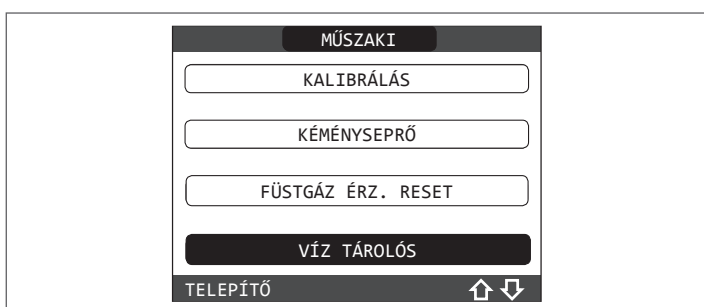 MŰSZAKI
KALIBRÁLÁS
KÉMÉNYSEPRŐ
FÜSTGÁZ ÉRZ. RESET
VÍZ TÁROLÓS
TELEPÍTŐ